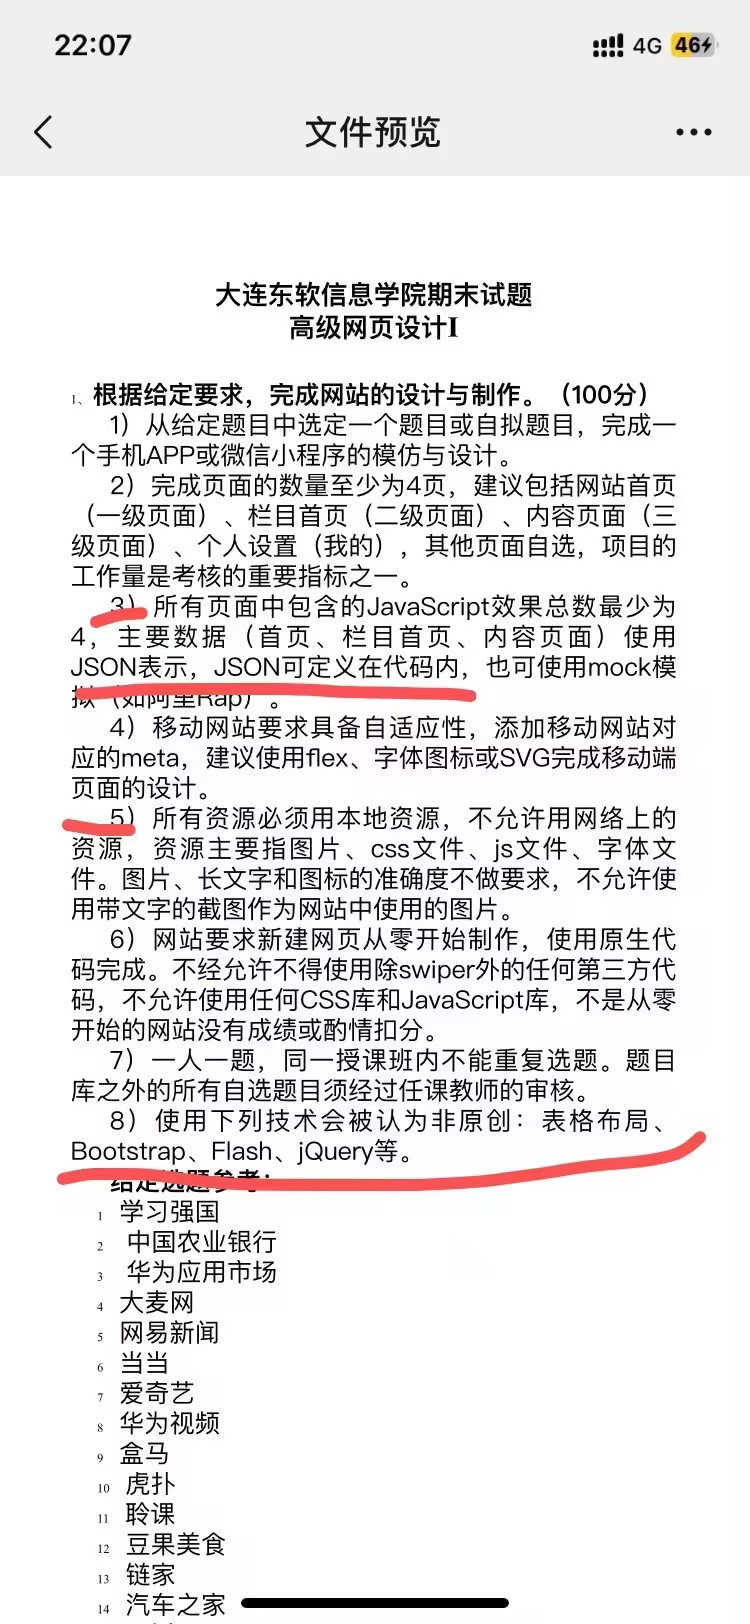 22:07
4G 46
文件预览
大连东软信息学院期末试题
高级网页设计I
1、根据给定要求，完成网站的设计与制作。（100分）
1）从给定题目中选定一个题目或自拟题目，完成一
个手机APP或微信小程序的模仿与设计。
2）完成页面的数量至少为4页，建议包括网站首页
（一级页面）、栏目首页（二级页面）、内容页面（三
级页面）、个人设置（我的），其他页面自选，项目的
工作量是考核的重要指标之一。
3）所有页面中包含的JavaScript效果总数最少为
4，主要数据（首页、栏目首页、内容页面）使用
JSON表示，JSON可定义在代码内，也可使用mock模
拟（如阿里Rap）。
4）移动网站要求具备自适应性，添加移动网站对
应的meta，建议使用flex、字体图标或SVG完成移动端
页面的设计。
5）所有资源必须用本地资源，不允许用网络上的
资源，资源主要指图片、css文件、js文件、字体文
件。图片、长文字和图标的准确度不做要求，不允许使
用带文字的截图作为网站中使用的图片。
6）网站要求新建网页从零开始制作，使用原生代
码完成。不经允许不得使用除swiper外的任何第三方代
码，不允许使用任何CSS库和JavaScript库，不是从零
开始的网站没有成绩或酌情扣分。
7）一人一题，同一授课班内不能重复选题。题目
库之外的所有自选题目须经过任课教师的审核。
8）使用下列技术会被认为非原创：表格布局、
Bootstrap、Flash、jQuery等。
给定选题参考：
1 学习强国
2 中国农业银行
3 华为应用市场
4 大麦网
5 网易新闻
6 当当
7 爱奇艺
8 华为视频
9 盒马
10 虎扑
11 聆课
12 豆果美食
13 链家
14 汽车之家